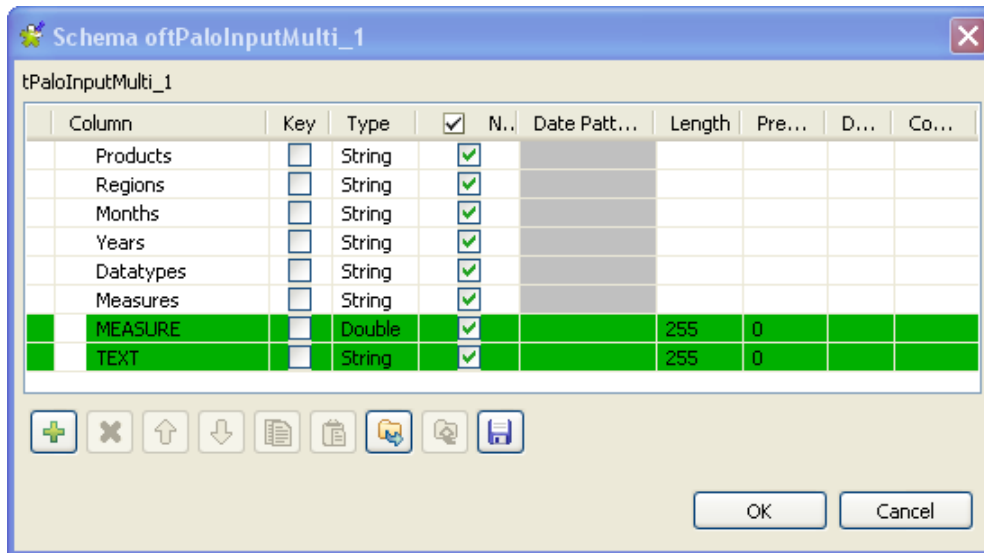 Schema oftPaloInputMulti_1
tPaloInputMulti_1
Column Key Type N.. Date Patt... Length Pre... D... Co...
Products String
Regions String
Months String
Years String
Datatypes String
Measures String
MEASURE Double 255 0
TEXT String 255 0
OK Cancel